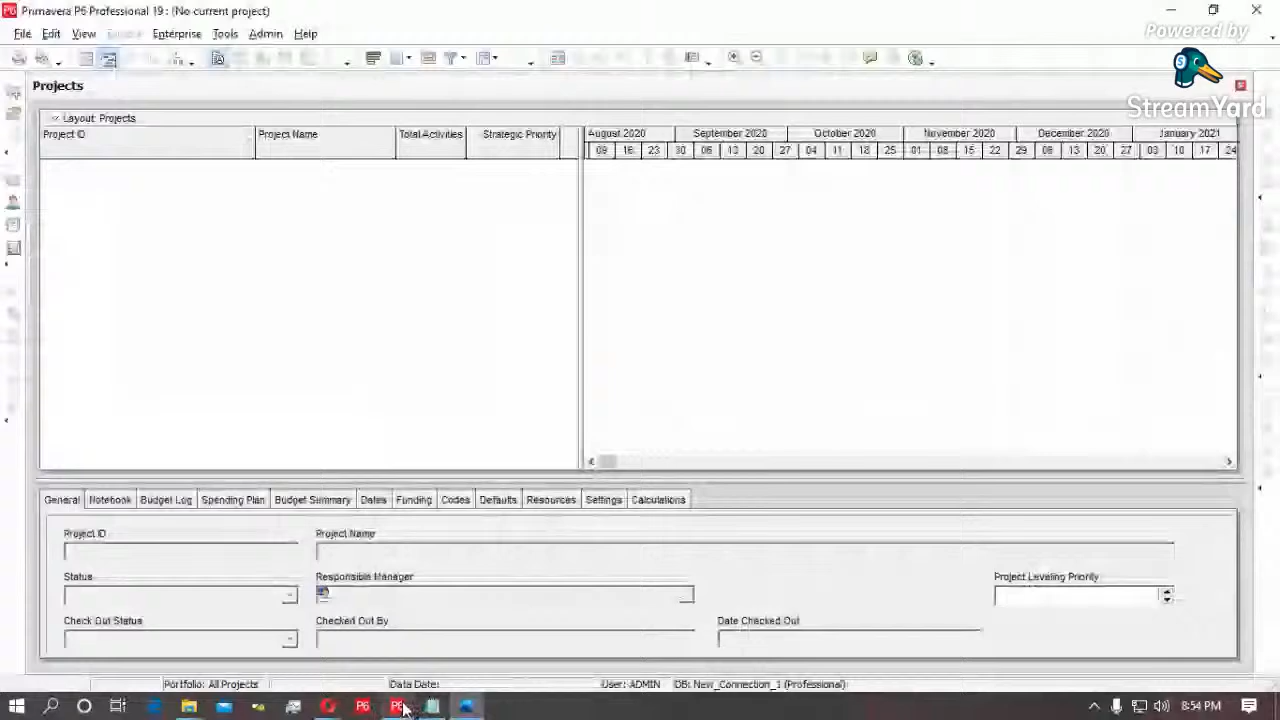 Primavera P6 Professional 19 : (No current project)
File Edit View Enterprise Tools Admin Help
Powered by
StreamYard
Projects
Layout: Projects
Project ID Project Name Total Activities Strategic Priority
August 2020 September 2020 October 2020 November 2020 December 2020 January 2021
09 16 23 30 06 13 20 27 04 11 18 25 01 08 15 22 29 06 13 20 27 03 10 17 24
General Notebook Budget Log Spending Plan Budget Summary Dates Funding Codes Defaults Resources Settings Calculations
Project ID Project Name
Status Responsible Manager Project Leveling Priority
Check Out Status Checked Out By Date Checked Out
Portfolio: All Projects Data Date: User: ADMIN DB: New_Connection_1 (Professional)
P6 P6 8:54 PM